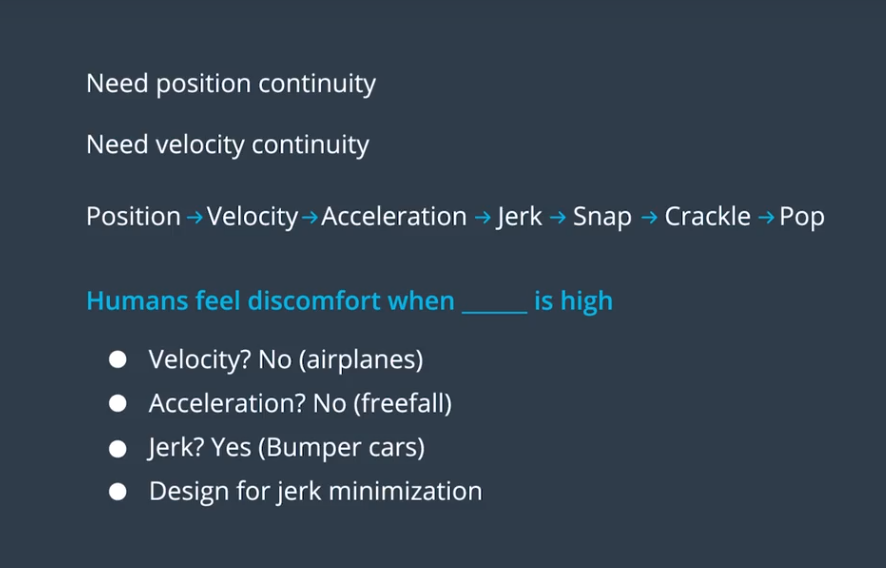 Need position continuity
Need velocity continuity
Position → Velocity → Acceleration → Jerk → Snap → Crackle → Pop
Humans feel discomfort when _____ is high
● Velocity? No (airplanes)
● Acceleration? No (freefall)
● Jerk? Yes (Bumper cars)
● Design for jerk minimization